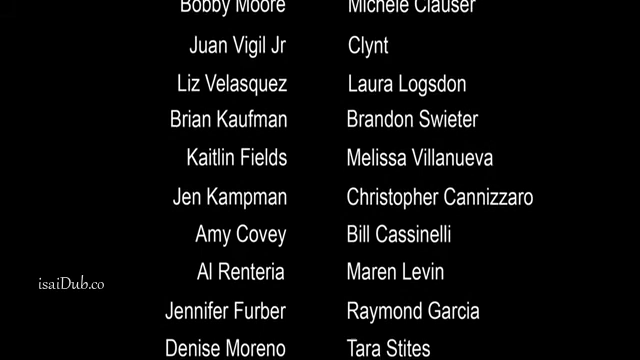 Bobby Moore Michele Clauser
Juan Vigil Jr Clynt
Liz Velasquez Laura Logsdon
Brian Kaufman Brandon Swieter
Kaitlin Fields Melissa Villanueva
Jen Kampman Christopher Cannizzaro
Amy Covey Bill Cassinelli
Al Renteria Maren Levin
isaiDub.co
Jennifer Furber Raymond Garcia
Denise Moreno Tara Stites